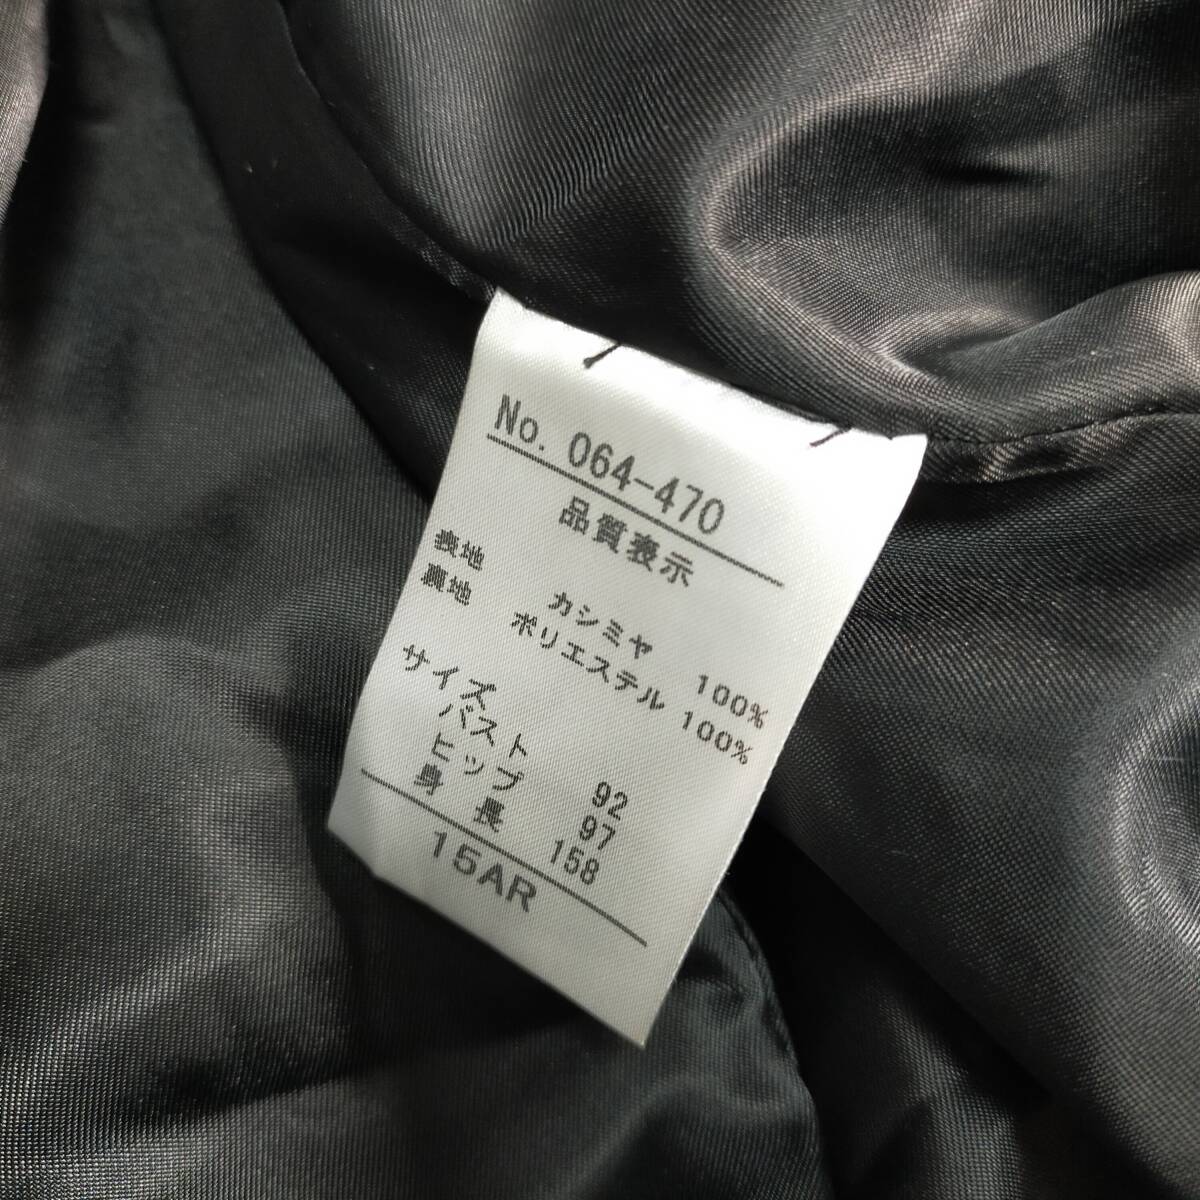 No. 064-470
品質表示
表地 カシミヤ 100%
裏地 ポリエステル 100%
サイズ
バスト 92
ヒップ 97
身長 158
15AR